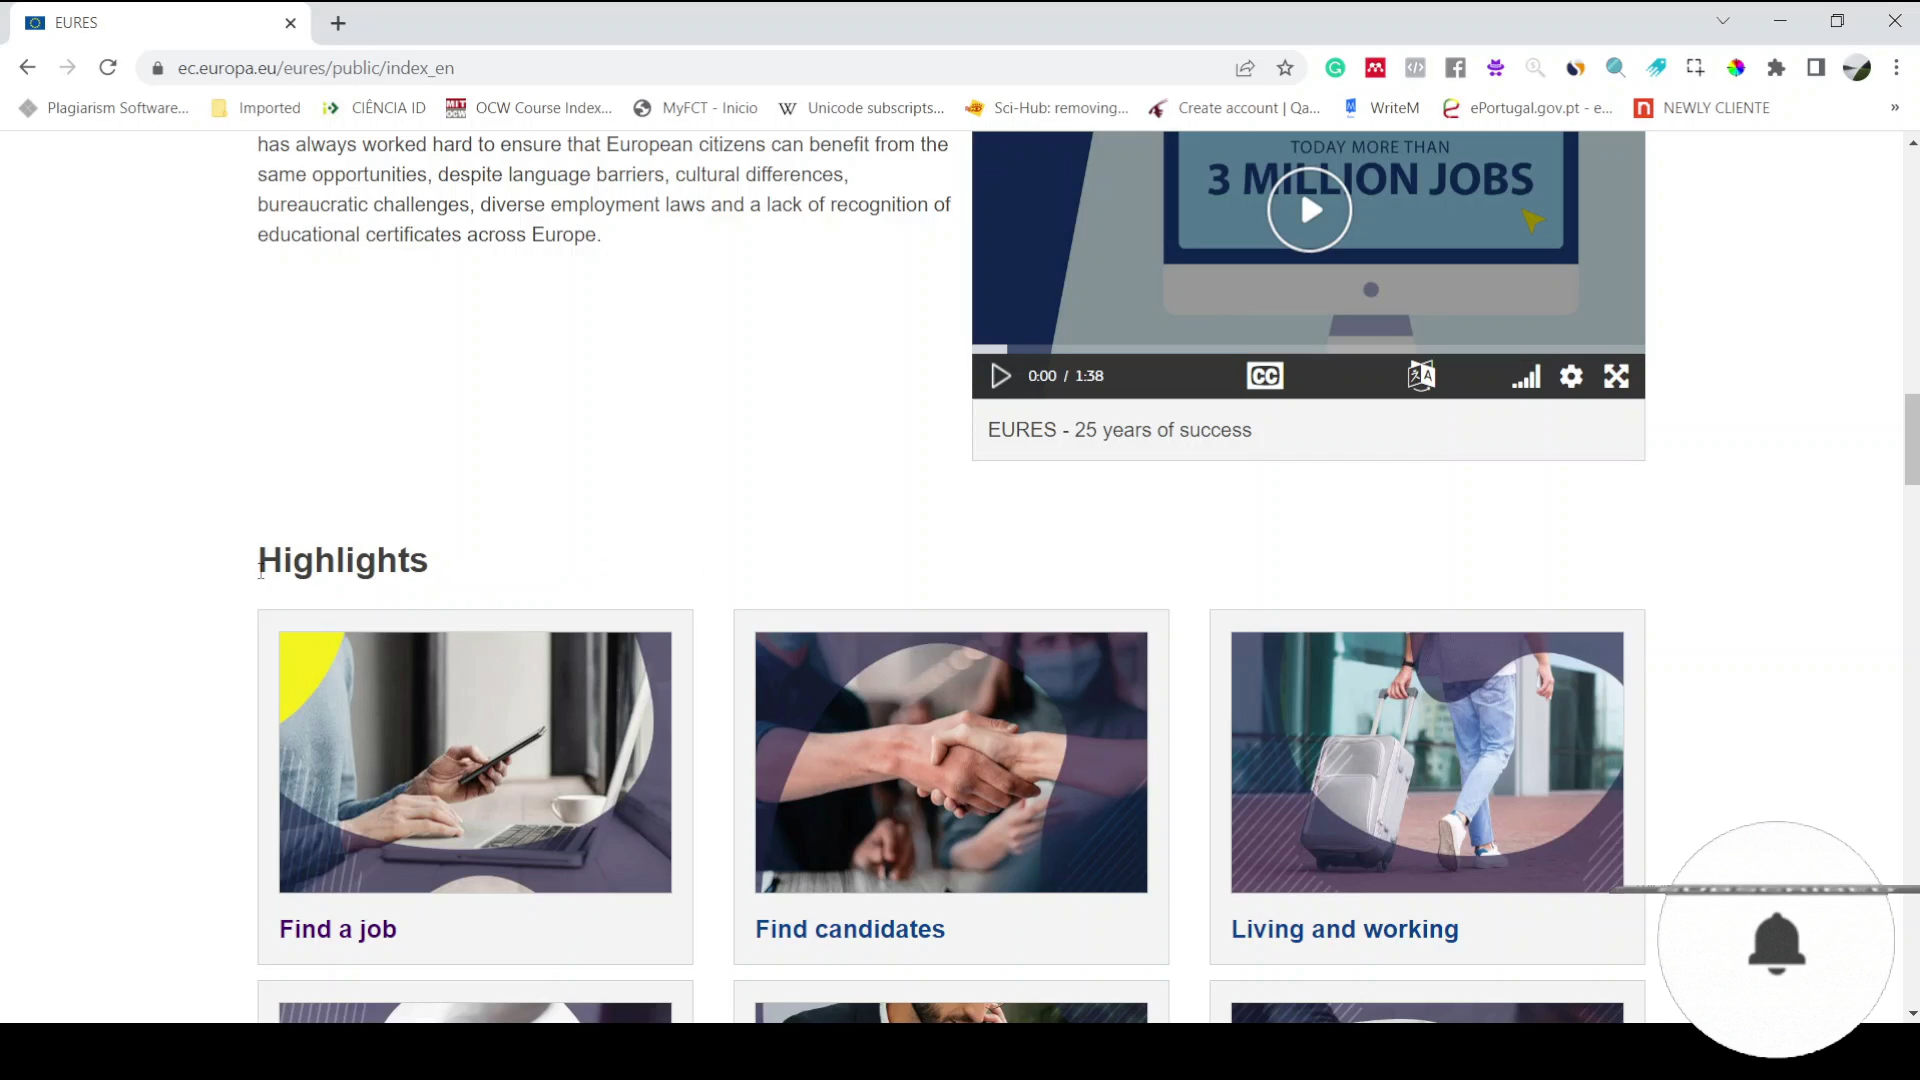 EURES
ec.europa.eu/eures/public/index_en
Plagiarism Software...
Imported
CIÊNCIA ID
MIT OCW
OCW Course Index...
MyFCT - Inicio
Unicode subscripts...
Sci-Hub: removing...
Create account | Qa...
WriteM
ePortugal.gov.pt - e...
NEWLY CLIENTE
»
has always worked hard to ensure that European citizens can benefit from the
same opportunities, despite language barriers, cultural differences,
bureaucratic challenges, diverse employment laws and a lack of recognition of
educational certificates across Europe.
TODAY MORE THAN
3 MILLION JOBS
0:00 / 1:38
CC
EURES - 25 years of success
Highlights
Find a job
Find candidates
Living and working